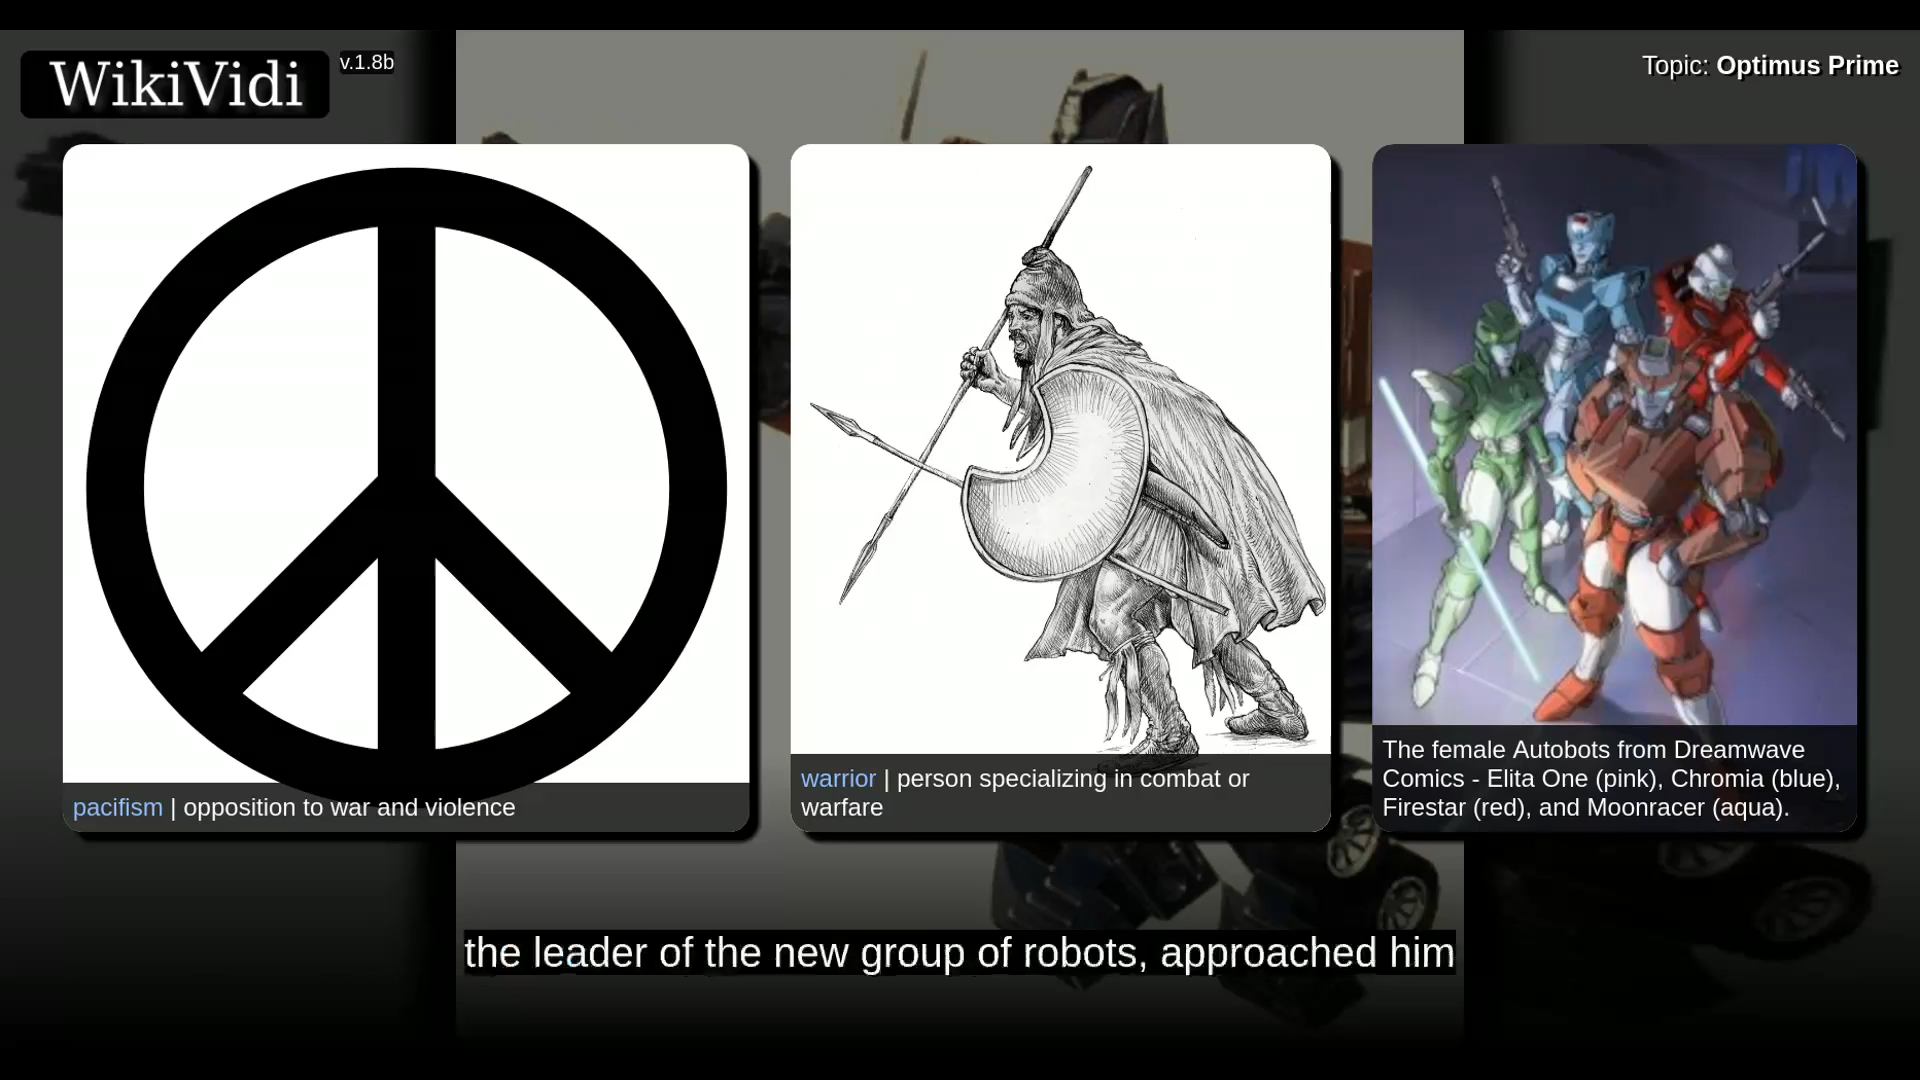 WikiVidi
v.1.8b
Topic: Optimus Prime
pacifism | opposition to war and violence
warrior | person specializing in combat or
warfare
The female Autobots from Dreamwave
Comics - Elita One (pink), Chromia (blue),
Firestar (red), and Moonracer (aqua).
the leader of the new group of robots, approached him